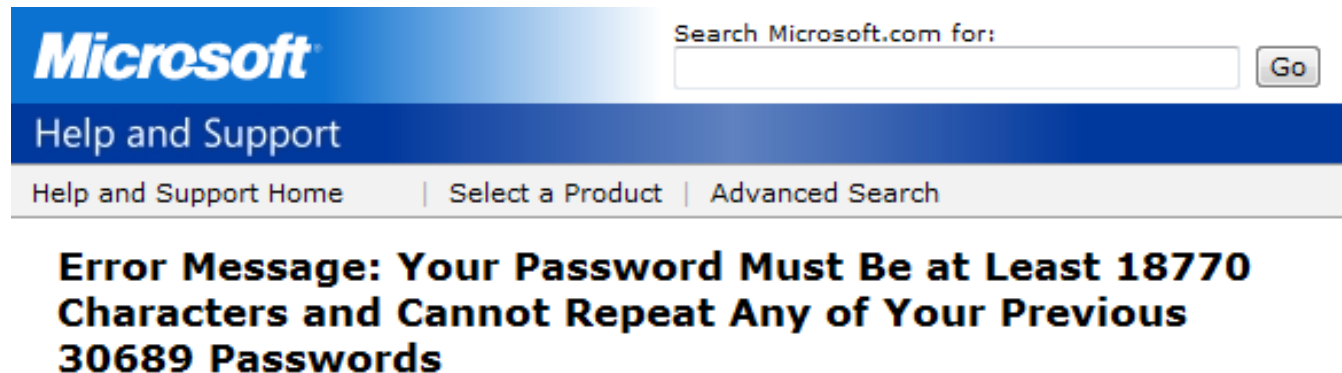 Microsoft
Search Microsoft.com for:
Go
Help and Support
Help and Support Home | Select a Product | Advanced Search
Error Message: Your Password Must Be at Least 18770
Characters and Cannot Repeat Any of Your Previous
30689 Passwords